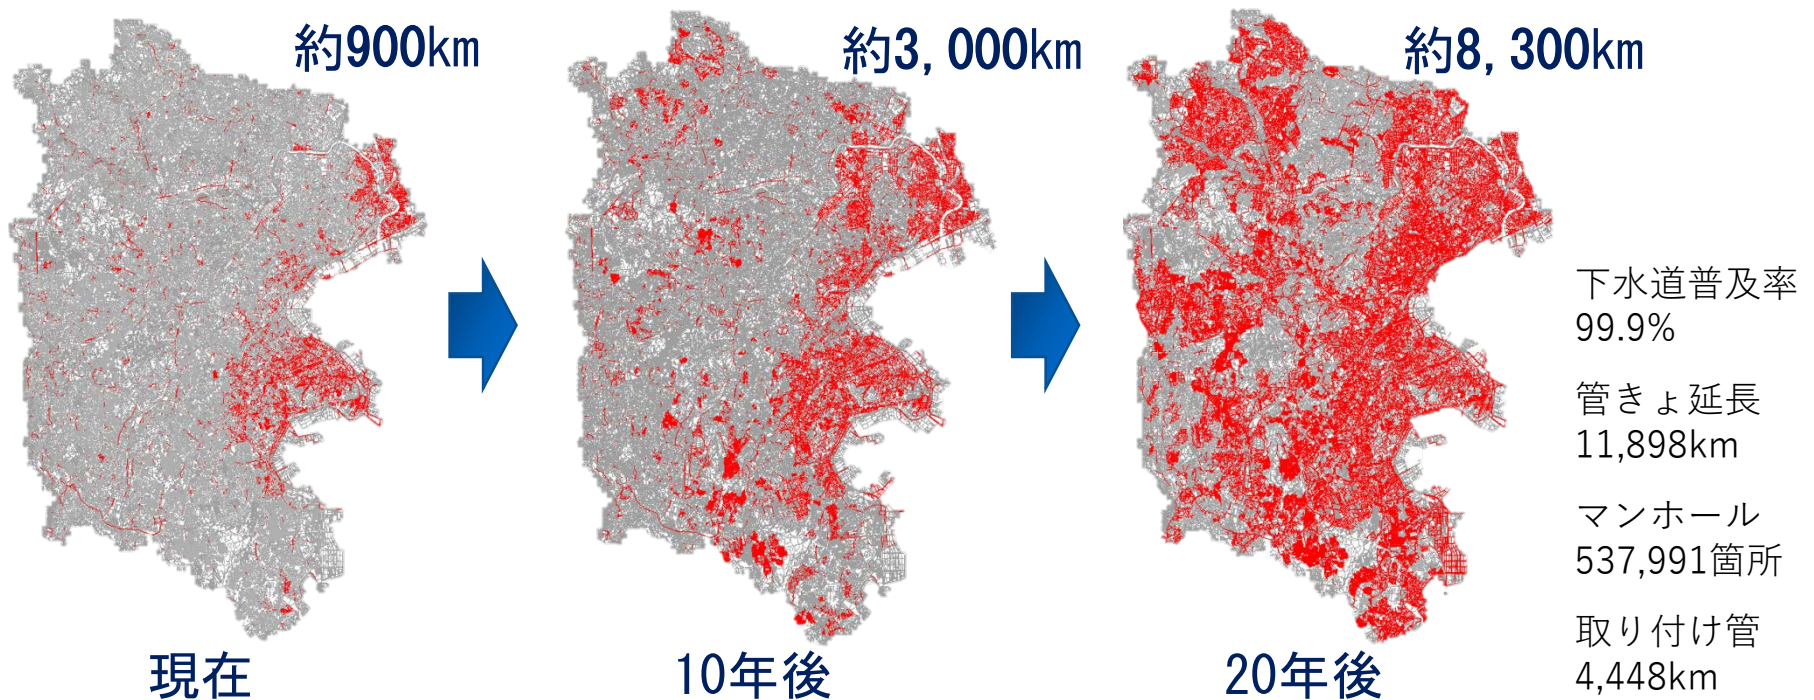 約900km
約3,000km
約8,300km
現在
10年後
20年後
下水道普及率
99.9%
管きょ延長
11,898km
マンホール
537,991箇所
取り付け管
4,448km